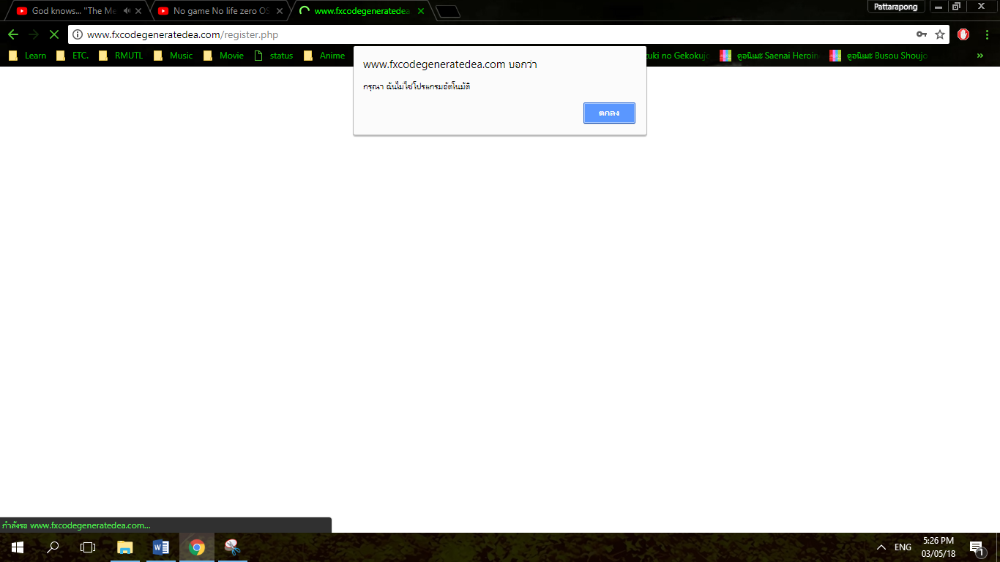 God knows... "The Me
No game No life zero OS
www.fxcodegeneratedea
Pattarapong
www.fxcodegeneratedea.com/register.php
Learn
ETC.
RMUTL
Music
Movie
status
Anime
zuki no Gekokujo
ดูอนิเมะ Saenai Heroin
ดูอนิเมะ Busou Shoujo
»
www.fxcodegeneratedea.com บอกว่า
กรุณา ฉันไม่ใช่โปรแกรมอัตโนมัติ
ตกลง
กำลังรอ www.fxcodegeneratedea.com...
ENG
5:26 PM
03/05/18
1